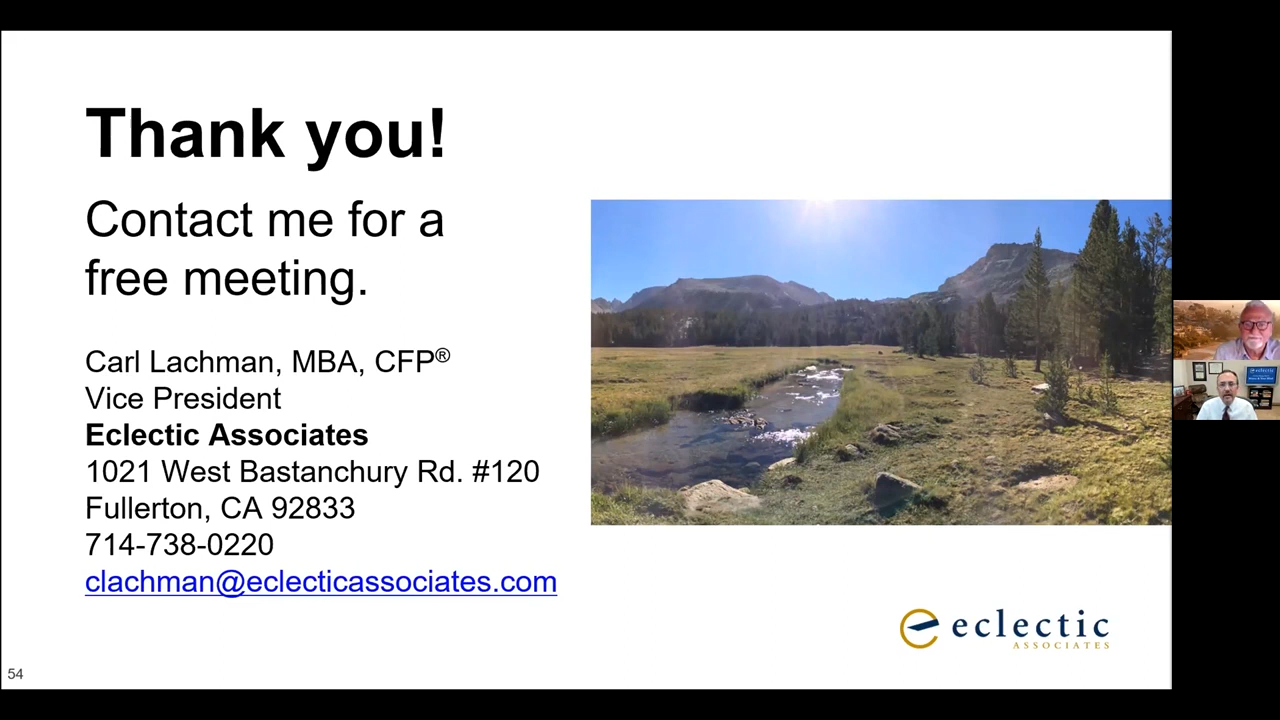 Thank you!
Contact me for a
free meeting.
Carl Lachman, MBA, CFP®
Vice President
Eclectic Associates
1021 West Bastanchury Rd. #120
Fullerton, CA 92833
714-738-0220
clachman@eclecticassociates.com
eclectic
ASSOCIATES
54
eclectic